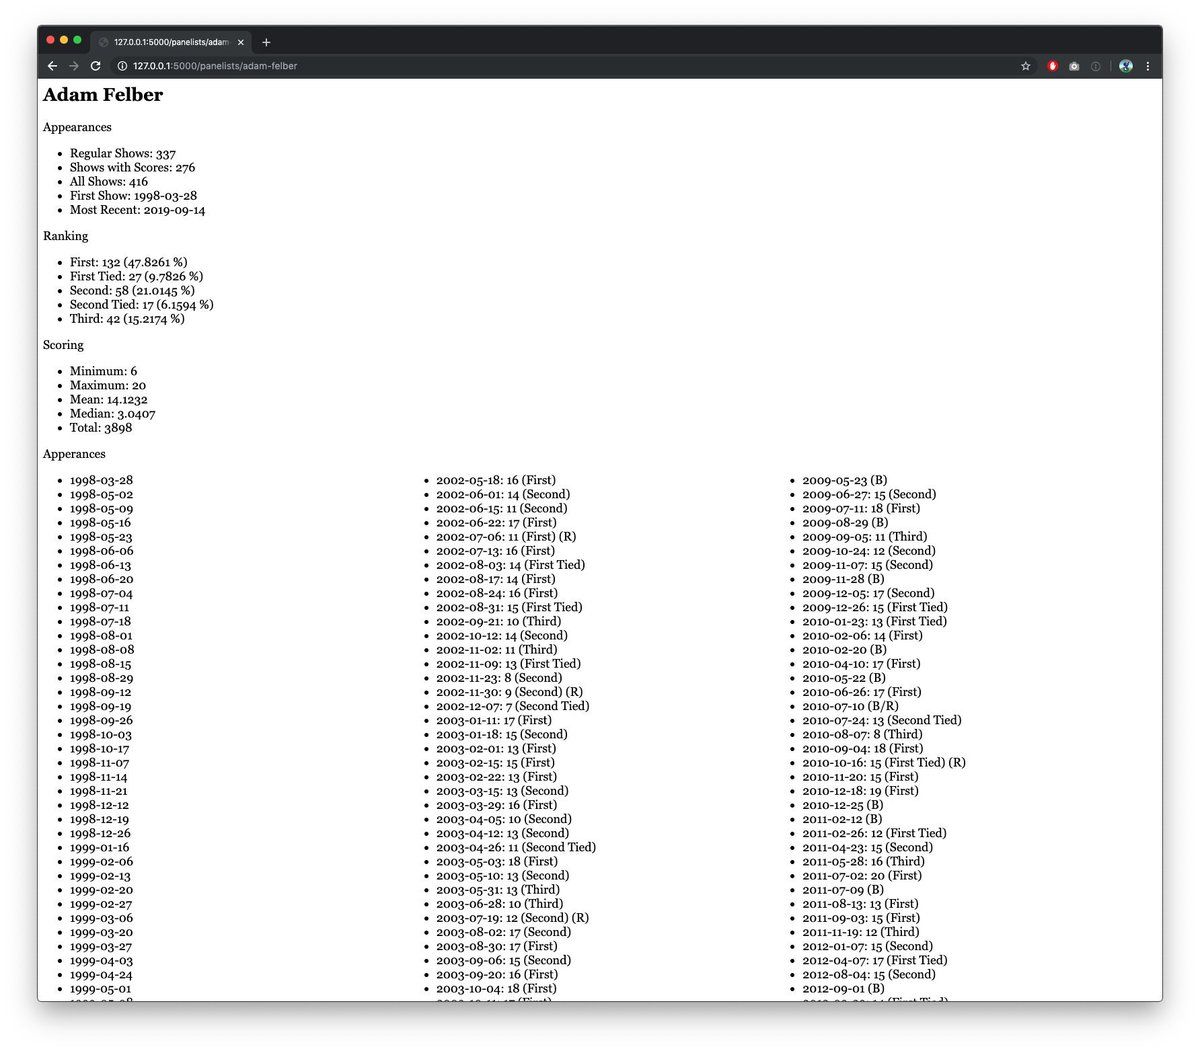 127.0.0.1:5000/panelists/adam
127.0.0.1:5000/panelists/adam-felber
Adam Felber
Appearances
Regular Shows: 337
Shows with Scores: 276
All Shows: 416
First Show: 1998-03-28
Most Recent: 2019-09-14
Ranking
First: 132 (47.8261 %)
First Tied: 27 (9.7826 %)
Second: 58 (21.0145 %)
Second Tied: 17 (6.1594 %)
Third: 42 (15.2174 %)
Scoring
Minimum: 6
Maximum: 20
Mean: 14.1232
Median: 3.0407
Total: 3898
Apperances
1998-03-28
1998-05-02
1998-05-09
1998-05-16
1998-05-23
1998-06-06
1998-06-13
1998-06-20
1998-07-04
1998-07-11
1998-07-18
1998-08-01
1998-08-08
1998-08-15
1998-08-29
1998-09-12
1998-09-19
1998-09-26
1998-10-03
1998-10-17
1998-11-07
1998-11-14
1998-11-21
1998-12-12
1998-12-19
1998-12-26
1999-01-16
1999-02-06
1999-02-13
1999-02-20
1999-02-27
1999-03-06
1999-03-20
1999-03-27
1999-04-03
1999-04-24
1999-05-01
2002-05-18: 16 (First)
2002-06-01: 14 (Second)
2002-06-15: 11 (Second)
2002-06-22: 17 (First)
2002-07-06: 11 (First) (R)
2002-07-13: 16 (First)
2002-08-03: 14 (First Tied)
2002-08-17: 14 (First)
2002-08-24: 16 (First)
2002-08-31: 15 (First Tied)
2002-09-21: 10 (Third)
2002-10-12: 14 (Second)
2002-11-02: 11 (Third)
2002-11-09: 13 (First Tied)
2002-11-23: 8 (Second)
2002-11-30: 9 (Second) (R)
2002-12-07: 7 (Second Tied)
2003-01-11: 17 (First)
2003-01-18: 15 (Second)
2003-02-01: 13 (First)
2003-02-15: 15 (First)
2003-02-22: 13 (First)
2003-03-15: 13 (Second)
2003-03-29: 16 (First)
2003-04-05: 10 (Second)
2003-04-12: 13 (Second)
2003-04-26: 11 (Second Tied)
2003-05-03: 18 (First)
2003-05-10: 13 (Second)
2003-05-31: 13 (Third)
2003-06-28: 10 (Third)
2003-07-19: 12 (Second) (R)
2003-08-02: 17 (Second)
2003-08-30: 17 (First)
2003-09-06: 15 (Second)
2003-09-20: 16 (First)
2003-10-04: 18 (First)
2009-05-23 (B)
2009-06-27: 15 (Second)
2009-07-11: 18 (First)
2009-08-29 (B)
2009-09-05: 11 (Third)
2009-10-24: 12 (Second)
2009-11-07: 15 (Second)
2009-11-28 (B)
2009-12-05: 17 (Second)
2009-12-26: 15 (First Tied)
2010-01-23: 13 (First Tied)
2010-02-06: 14 (First)
2010-02-20 (B)
2010-04-10: 17 (First)
2010-05-22 (B)
2010-06-26: 17 (First)
2010-07-10 (B/R)
2010-07-24: 13 (Second Tied)
2010-08-07: 8 (Third)
2010-09-04: 18 (First)
2010-10-16: 15 (First Tied) (R)
2010-11-20: 15 (First)
2010-12-18: 19 (First)
2010-12-25 (B)
2011-02-12 (B)
2011-02-26: 12 (First Tied)
2011-04-23: 15 (Second)
2011-05-28: 16 (Third)
2011-07-02: 20 (First)
2011-07-09 (B)
2011-08-13: 13 (First)
2011-09-03: 15 (First)
2011-11-19: 12 (Third)
2012-01-07: 15 (Second)
2012-04-07: 17 (First Tied)
2012-08-04: 15 (Second)
2012-09-01 (B)